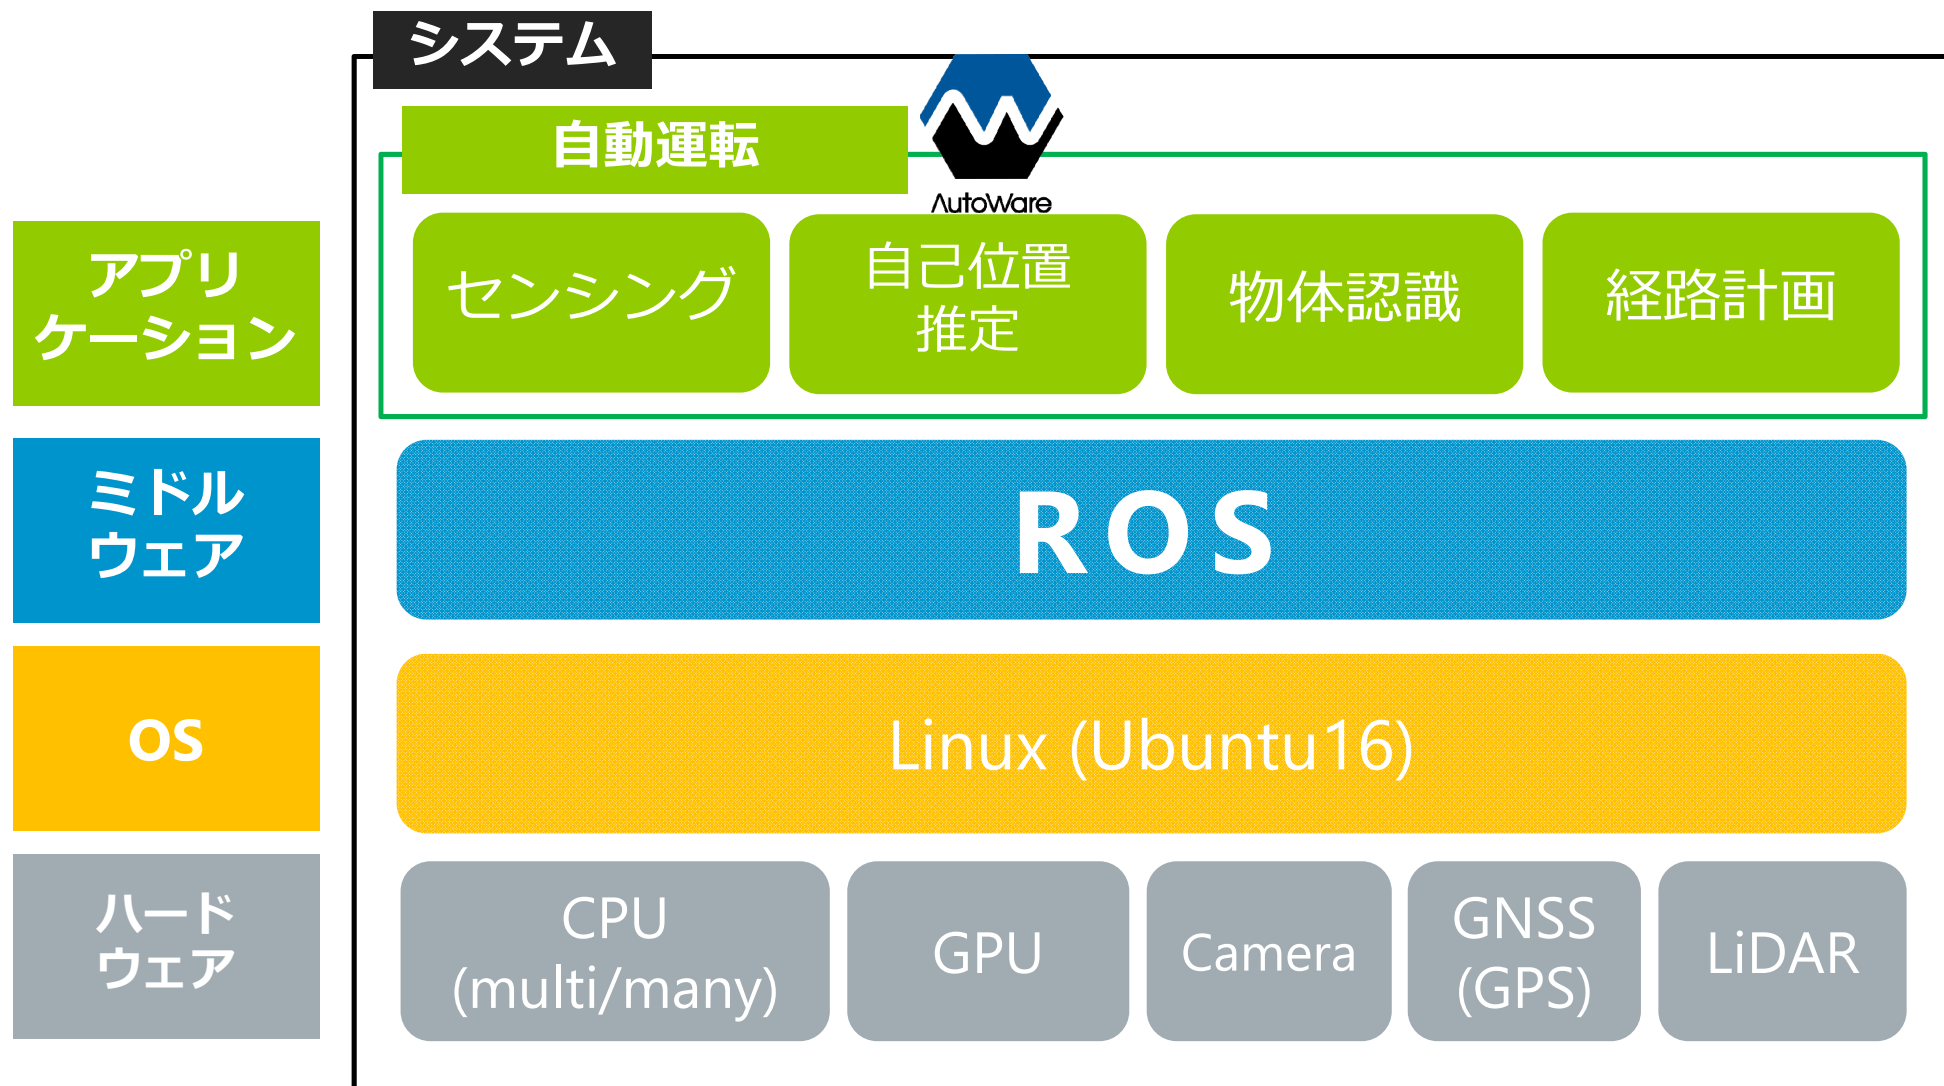 システム
自動運転
AutoWare
アプリ
ケーション
センシング
自己位置
推定
物体認識
経路計画
ミドル
ウェア
ROS
OS
Linux (Ubuntu16)
ハード
ウェア
CPU
(multi/many)
GPU
Camera
GNSS
(GPS)
LiDAR